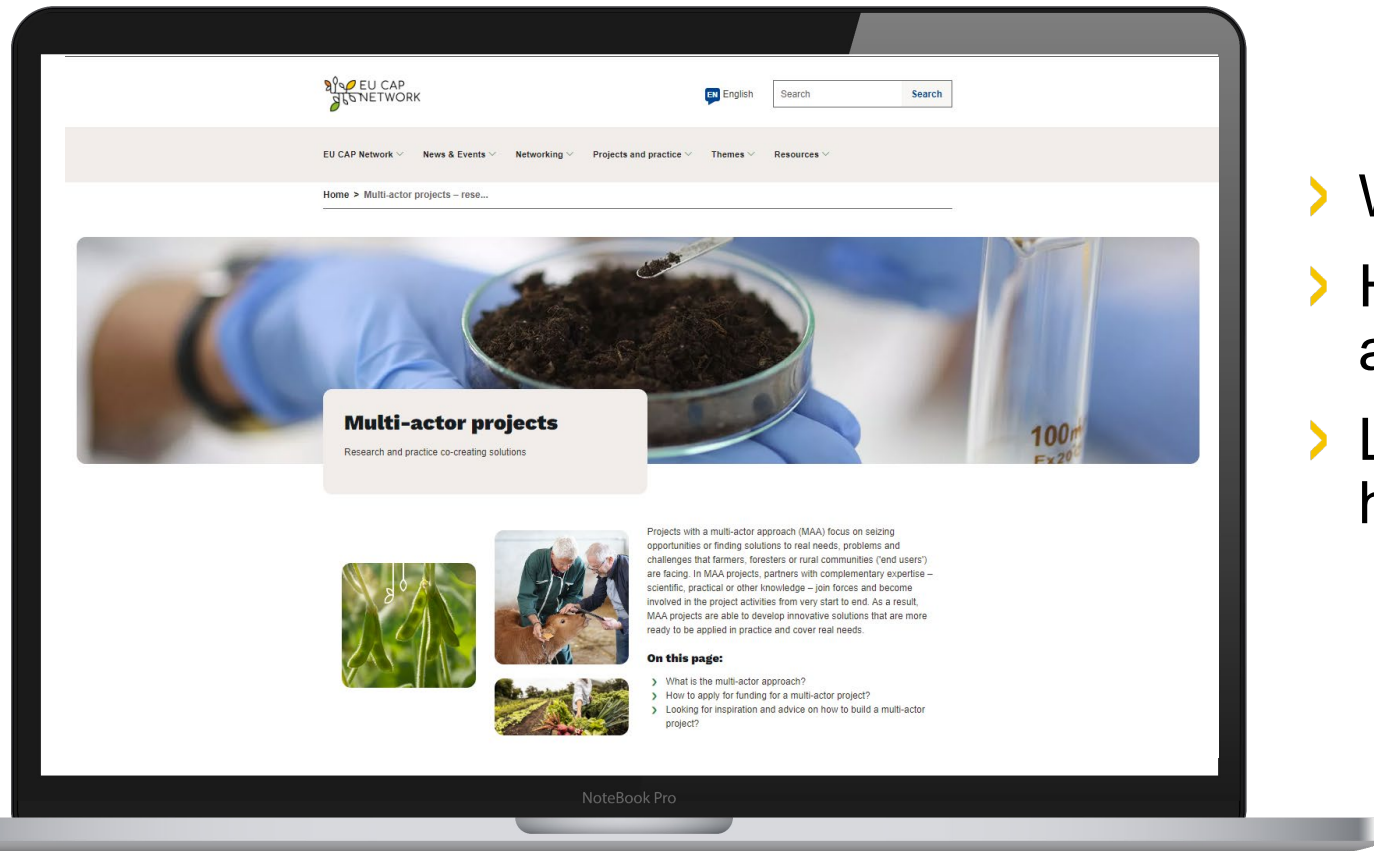 EU CAP
NETWORK
EN English
Search
Search
EU CAP Network
News & Events
Networking
Projects and practice
Themes
Resources
Home > Multi-actor projects – rese...
100m
Ex20°
Multi-actor projects
Research and practice co-creating solutions
Projects with a multi-actor approach (MAA) focus on seizing
opportunities or finding solutions to real needs, problems and
challenges that farmers, foresters or rural communities ('end users')
are facing. In MAA projects, partners with complementary expertise –
scientific, practical or other knowledge – join forces and become
involved in the project activities from very start to end. As a result,
MAA projects are able to develop innovative solutions that are more
ready to be applied in practice and cover real needs.
On this page:
What is the multi-actor approach?
How to apply for funding for a multi-actor project?
Looking for inspiration and advice on how to build a multi-actor
project?
NoteBook Pro